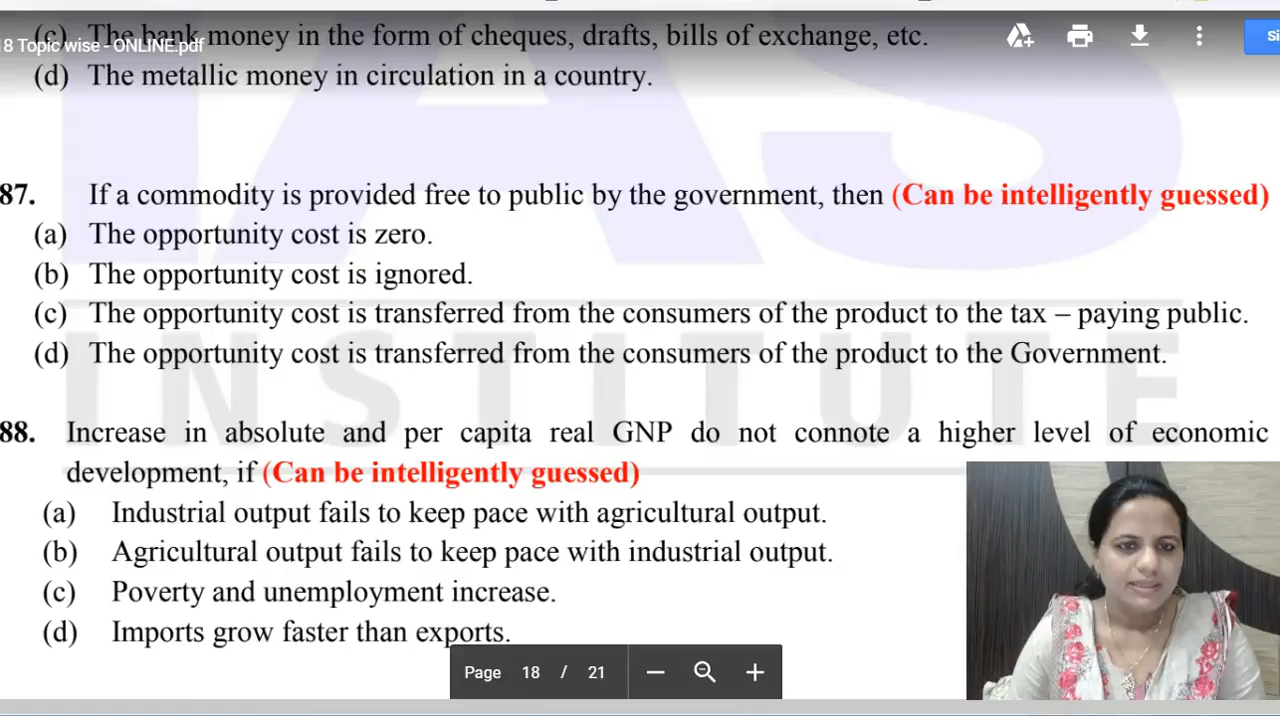 (c) The bank money in the form of cheques, drafts, bills of exchange, etc.
8 Topic wise - ONLINE.pdf
Si
(d) The metallic money in circulation in a country.
IAS
87. If a commodity is provided free to public by the government, then (Can be intelligently guessed)
(a) The opportunity cost is zero.
(b) The opportunity cost is ignored.
(c) The opportunity cost is transferred from the consumers of the product to the tax – paying public.
(d) The opportunity cost is transferred from the consumers of the product to the Government.
INSTITUTE
88. Increase in absolute and per capita real GNP do not connote a higher level of economic
development, if (Can be intelligently guessed)
(a) Industrial output fails to keep pace with agricultural output.
(b) Agricultural output fails to keep pace with industrial output.
(c) Poverty and unemployment increase.
(d) Imports grow faster than exports.
Page 18 / 21